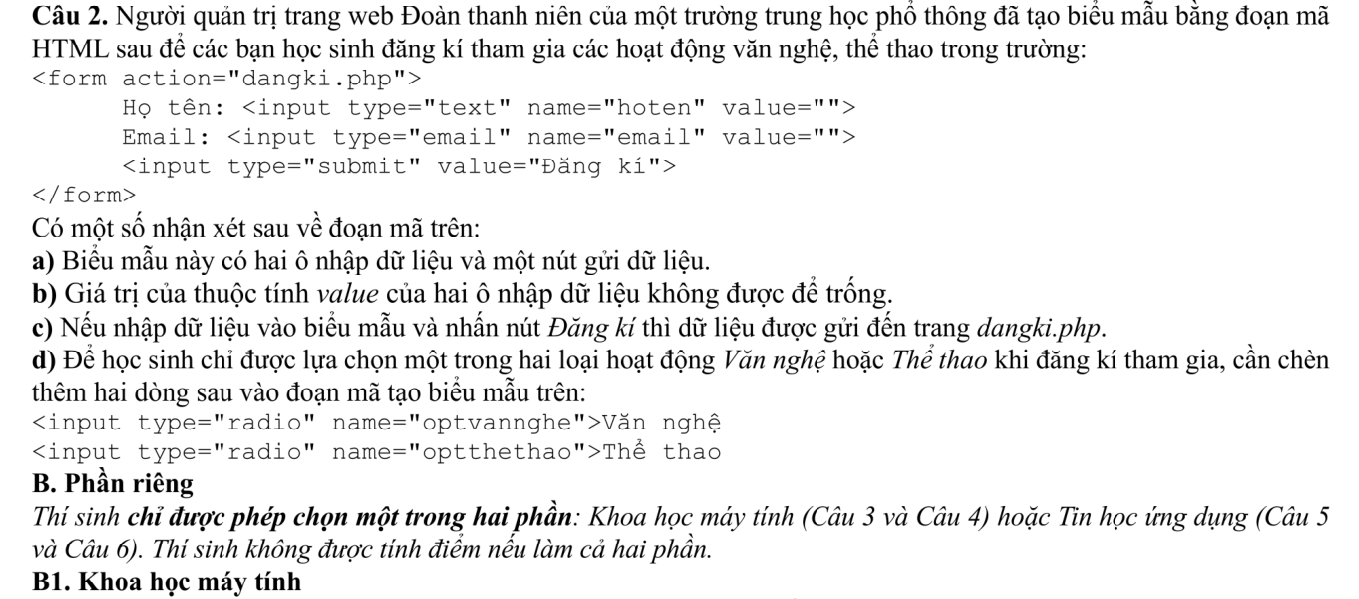 Câu 2. Người quản trị trang web Đoàn thanh niên của một trường trung học phổ thông đã tạo biểu mẫu bằng đoạn mã
HTML sau để các bạn học sinh đăng kí tham gia các hoạt động văn nghệ, thể thao trong trường:
<form action="dangki.php">
Họ tên: <input type="text" name="hoten" value="">
Email: <input type="email" name="email" value="">
<input type="submit" value="Đăng kí">
</form>
Có một số nhận xét sau về đoạn mã trên:
a) Biểu mẫu này có hai ô nhập dữ liệu và một nút gửi dữ liệu.
b) Giá trị của thuộc tính value của hai ô nhập dữ liệu không được để trống.
c) Nếu nhập dữ liệu vào biểu mẫu và nhấn nút Đăng kí thì dữ liệu được gửi đến trang dangki.php.
d) Để học sinh chỉ được lựa chọn một trong hai loại hoạt động Văn nghệ hoặc Thể thao khi đăng kí tham gia, cần chèn
thêm hai dòng sau vào đoạn mã tạo biểu mẫu trên:
<input type="radio" name="optvannghe">Văn nghệ
<input type="radio" name="optthethao">Thể thao
B. Phần riêng
Thí sinh chỉ được phép chọn một trong hai phần: Khoa học máy tính (Câu 3 và Câu 4) hoặc Tin học ứng dụng (Câu 5
và Câu 6). Thí sinh không được tính điểm nếu làm cả hai phần.
B1. Khoa học máy tính